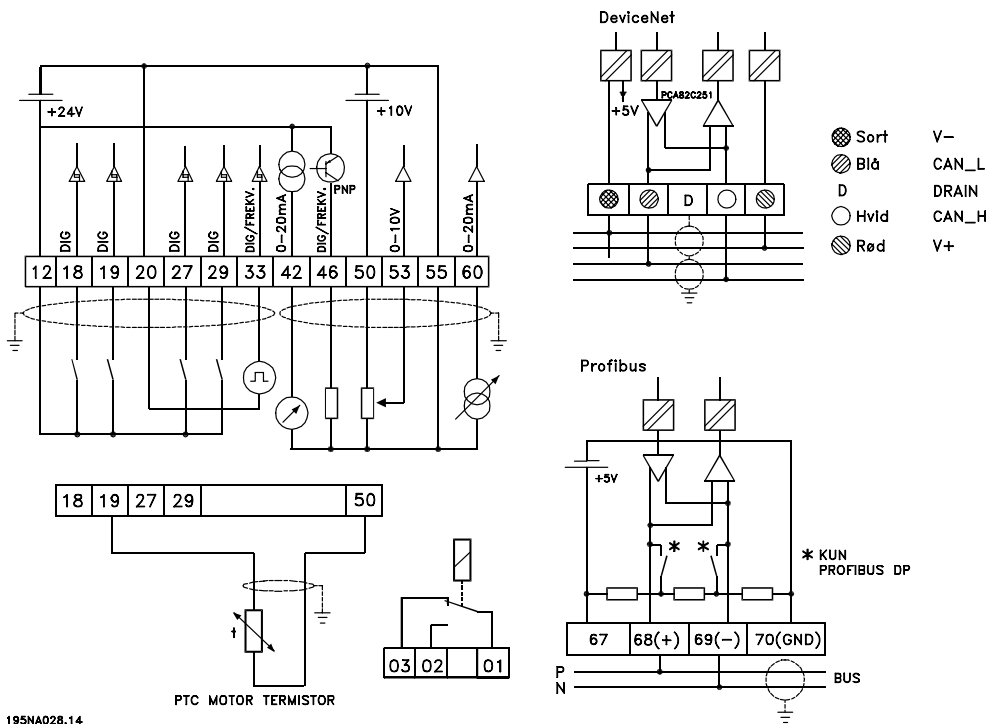 DeviceNet
+24V
+10V
PNP
DIG
DIG
DIG
DIG
DIG/FREKV.
0-20mA
DIG/FREKV.
0-10V
0-20mA
12 18 19 20 27 29 33 42 46 50 53 55 60
+5V
PCA82C251
D
Sort V-
Blå CAN_L
D DRAIN
Hvid CAN_H
Rød V+
Profibus
+5V
* *
* KUN
PROFIBUS DP
67 68(+) 69(-) 70(GND)
P
N
BUS
18 19 27 29 50
t
PTC MOTOR TERMISTOR
03 02 01
195NA028.14